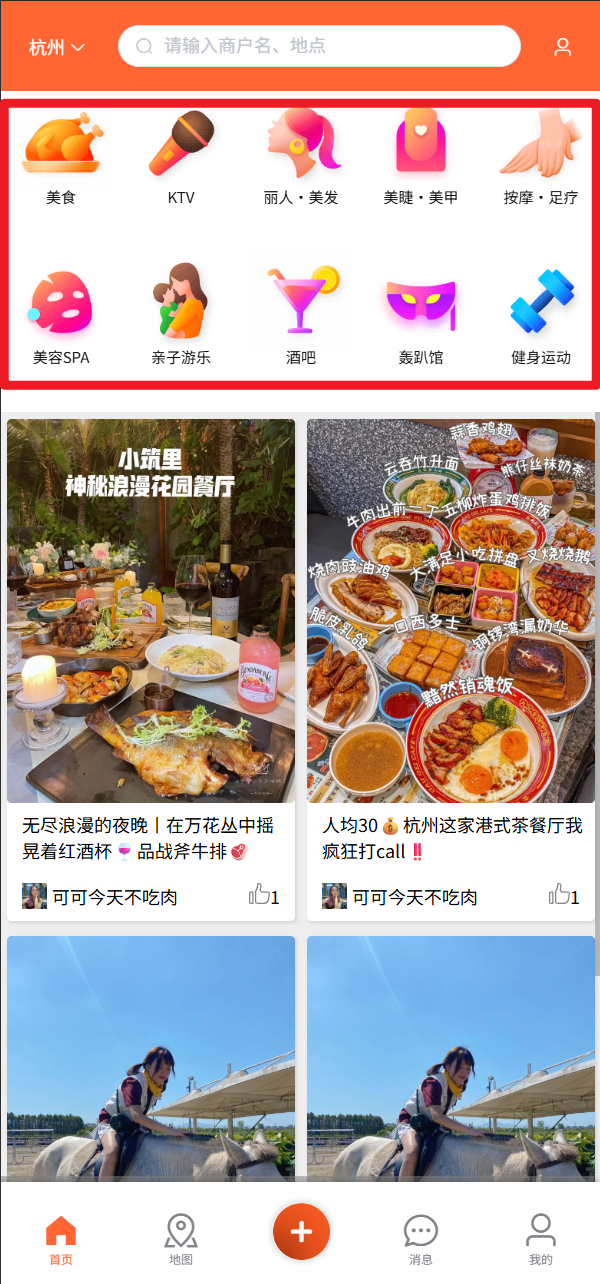 杭州
请输入商户名、地点
美食
KTV
丽人·美发
美睫·美甲
按摩·足疗
美容SPA
亲子游乐
酒吧
轰趴馆
健身运动
小筑里
神秘浪漫花园餐厅
蒜香鸡翅
云吞竹升面
熊仔丝袜奶茶
牛肉出前一丁
五柳炸蛋鸡排饭
烧肉豉油鸡
大满足小吃拼盘
叉烧烧鹅
脆皮乳鸽
一口西多士
铜锣湾漏奶华
黯然销魂饭
无尽浪漫的夜晚丨在万花丛中摇
晃着红酒杯🍷品战斧牛排🥩
可可今天不吃肉
1
人均30💰杭州这家港式茶餐厅我
疯狂打call‼️
可可今天不吃肉
1
首页
地图
消息
我的